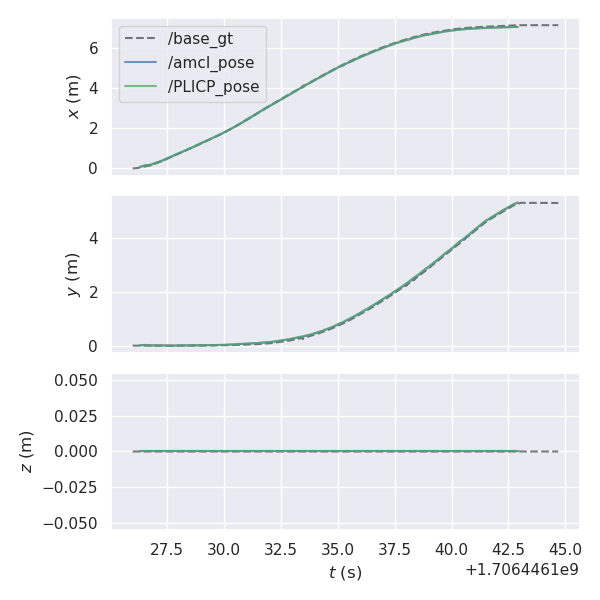 /base_gt
/amcl_pose
/PLICP_pose
6
4
2
0
x (m)
4
2
0
y (m)
0.050
0.025
0.000
−0.025
−0.050
z (m)
27.5 30.0 32.5 35.0 37.5 40.0 42.5 45.0
t (s)
+1.7064461e9